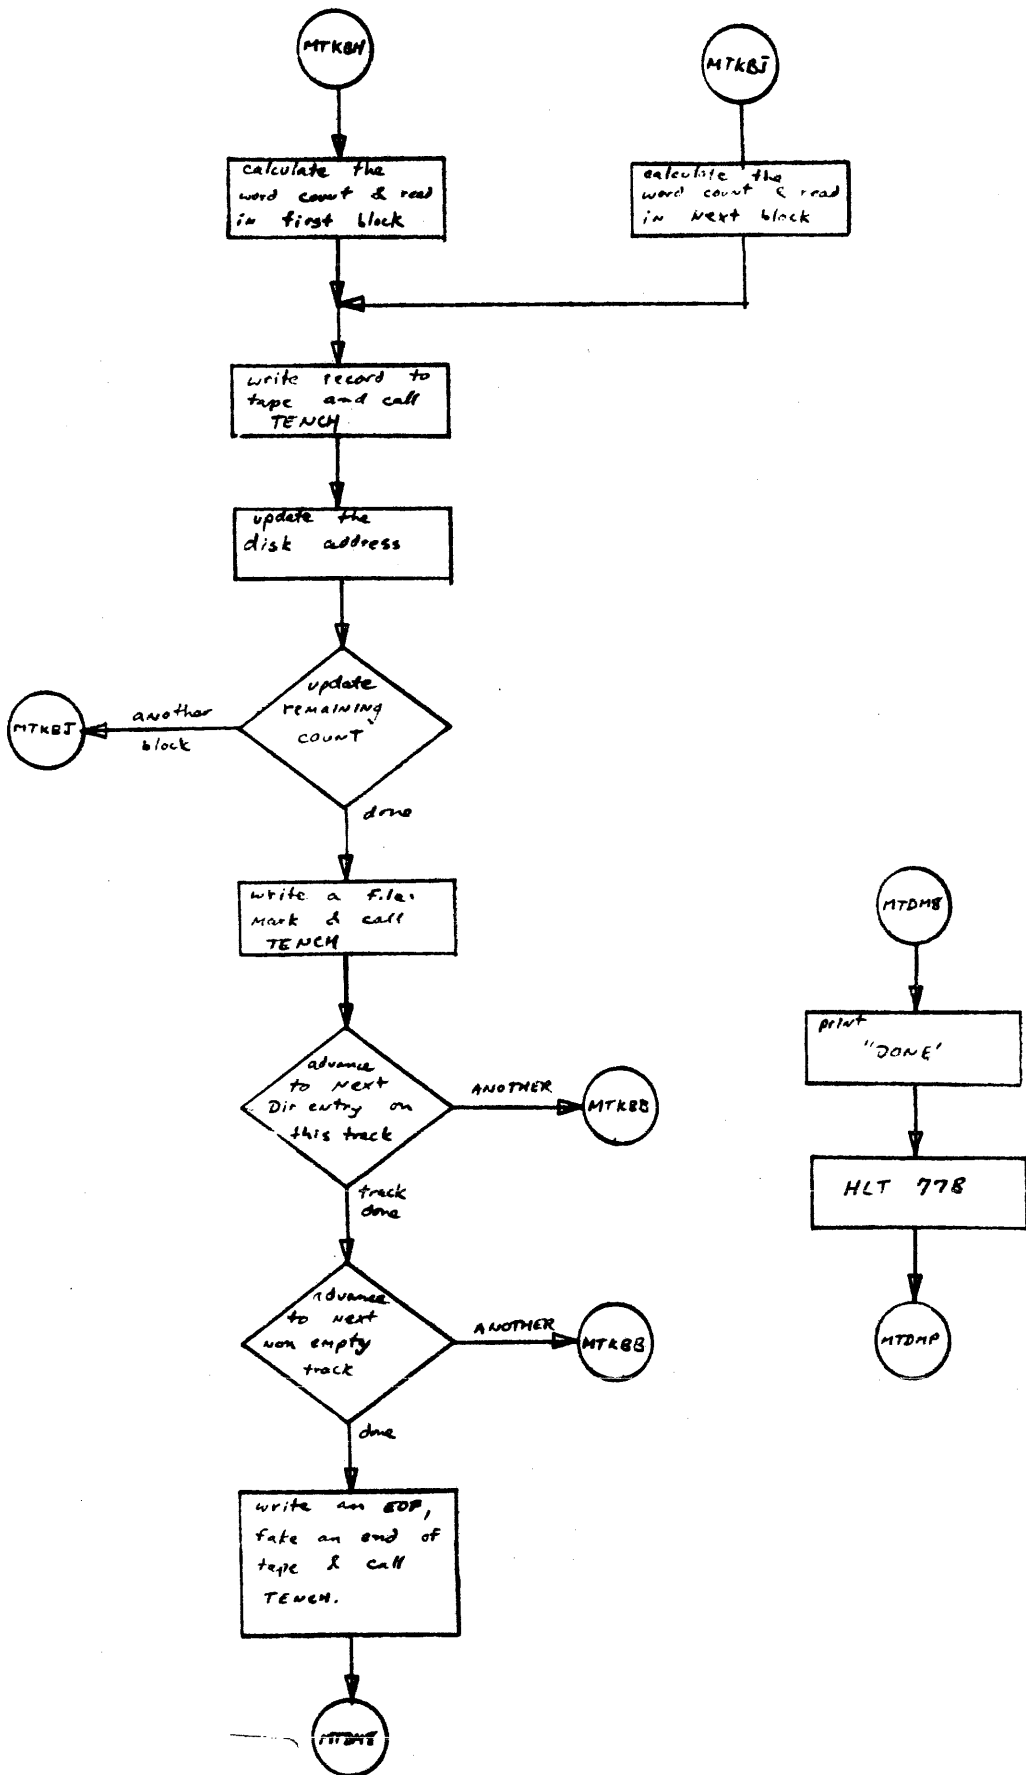 MTKBH
calculate the
word count & read
in first block
MTKBJ
calculate the
word count & read
in Next block
write record to
tape and call
TENCH
update the
disk address
update
remaining
count
another
block
MTKBJ
done
write a File
Mark & call
TENCH
advance
to Next
Dir entry on
this track
ANOTHER
MTKBB
track
done
advance
to Next
Non empty
track
ANOTHER
MTKBB
done
write an EOF,
fake an end of
tape & call
TENCH.
MTDM8
print
"DONE'
HLT 77B
MTDMP